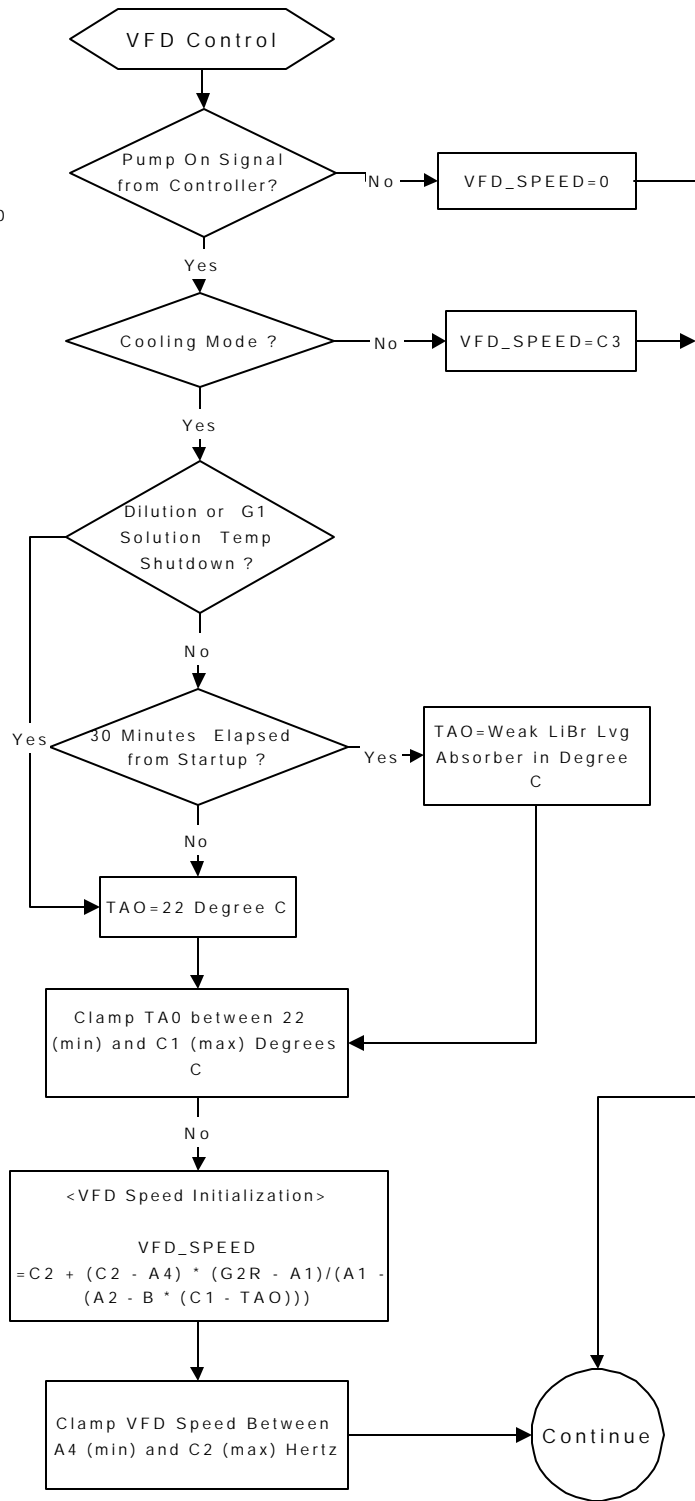 VFD Control
Pump On Signal
from Controller?
No
VFD_SPEED=0
0
Yes
Cooling Mode ?
No
VFD_SPEED=C3
Yes
Dilution or G1
Solution Temp
Shutdown ?
No
Yes
30 Minutes Elapsed
from Startup ?
Yes
TAO=Weak LiBr Lvg
Absorber in Degree
C
No
TAO=22 Degree C
Clamp TA0 between 22
(min) and C1 (max) Degrees
C
No
<VFD Speed Initialization>
VFD_SPEED
=C2 + (C2 - A4) * (G2R - A1)/(A1 -
(A2 - B * (C1 - TAO)))
Clamp VFD Speed Between
A4 (min) and C2 (max) Hertz
Continue